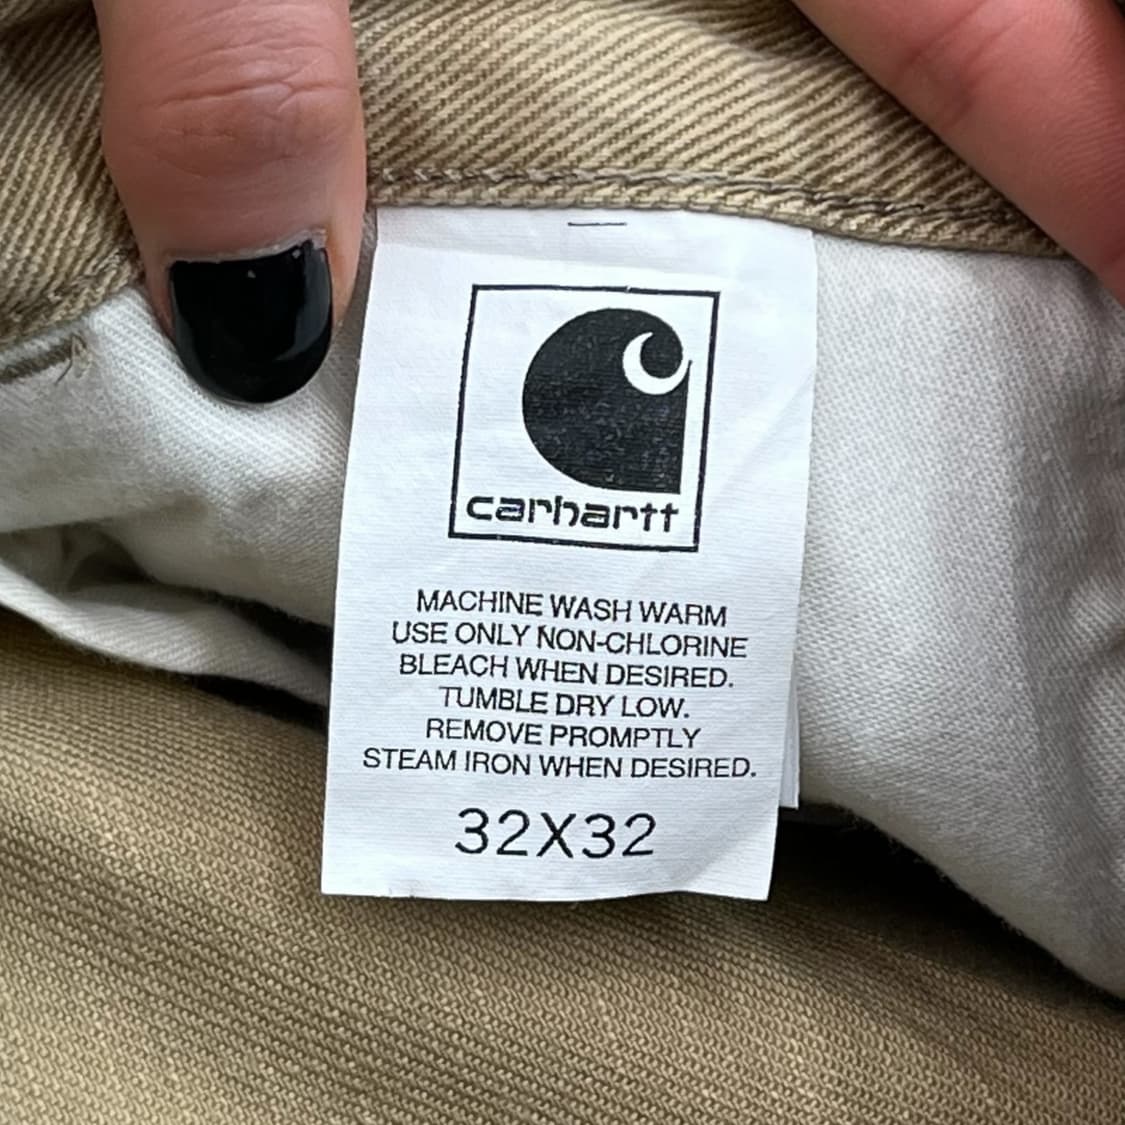 carhartt
MACHINE WASH WARM
USE ONLY NON-CHLORINE
BLEACH WHEN DESIRED.
TUMBLE DRY LOW.
REMOVE PROMPTLY
STEAM IRON WHEN DESIRED.
32X32